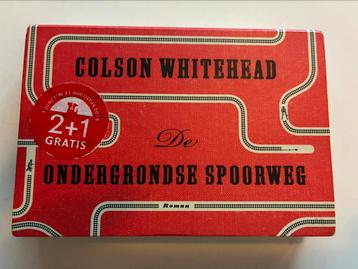 COLSON WHITEHEAD
2+1
GRATIS
De
ONDERGRONDSE SPOORWEG
Roman